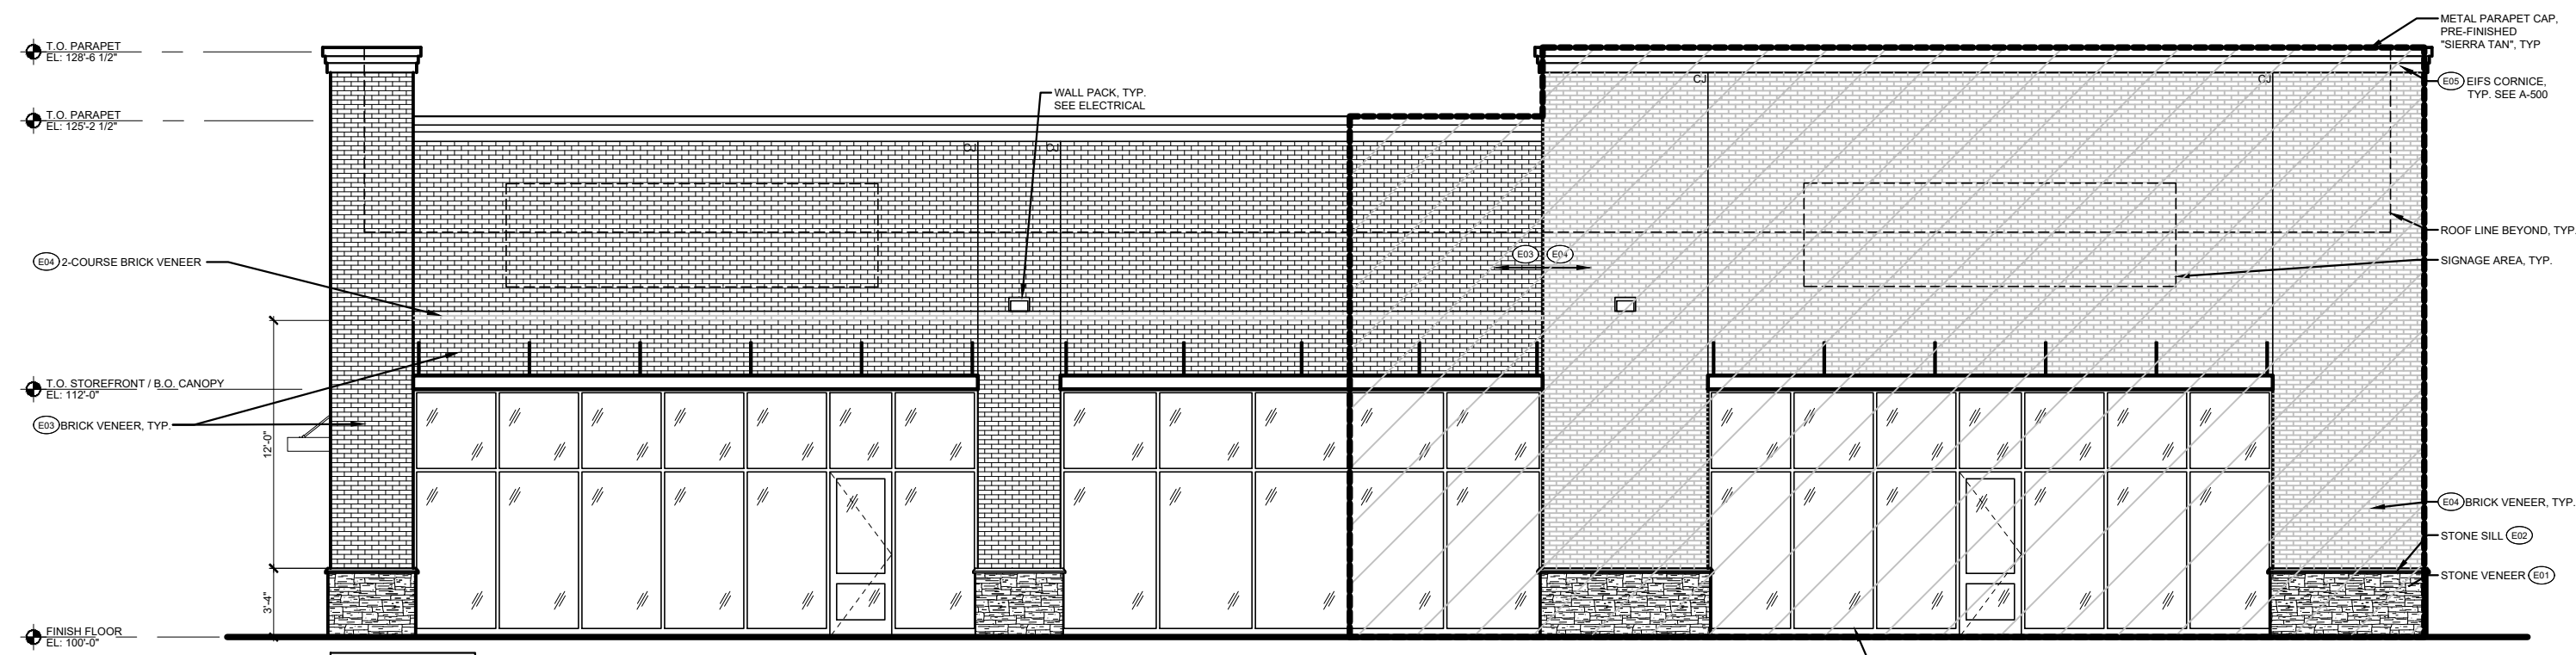 T.O. PARAPET
EL: 128'-6 1/2"
T.O. PARAPET
EL: 125'-2 1/2"
E04 2-COURSE BRICK VENEER
T.O. STOREFRONT / B.O. CANOPY
EL: 112'-0"
E03 BRICK VENEER, TYP.
12'-0"
3'-4"
FINISH FLOOR
EL: 100'-0"
WALL PACK, TYP.
SEE ELECTRICAL
CJ
CJ
E03 E04
CJ
CJ
METAL PARAPET CAP,
PRE-FINISHED
"SIERRA TAN", TYP
E05 EIFS CORNICE,
TYP. SEE A-500
ROOF LINE BEYOND, TYP.
SIGNAGE AREA, TYP.
E04 BRICK VENEER, TYP.
STONE SILL E02
STONE VENEER E01